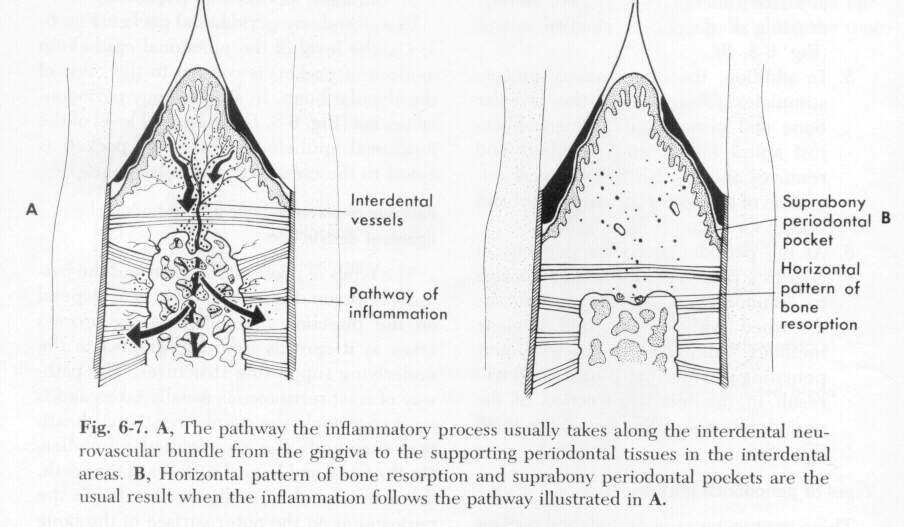 A
Interdental
vessels
Pathway of
inflammation
Suprabony
periodontal
pocket
B
Horizontal
pattern of
bone
resorption
Fig. 6-7. A, The pathway the inflammatory process usually takes along the interdental neu-
rovascular bundle from the gingiva to the supporting periodontal tissues in the interdental
areas. B, Horizontal pattern of bone resorption and suprabony periodontal pockets are the
usual result when the inflammation follows the pathway illustrated in A.